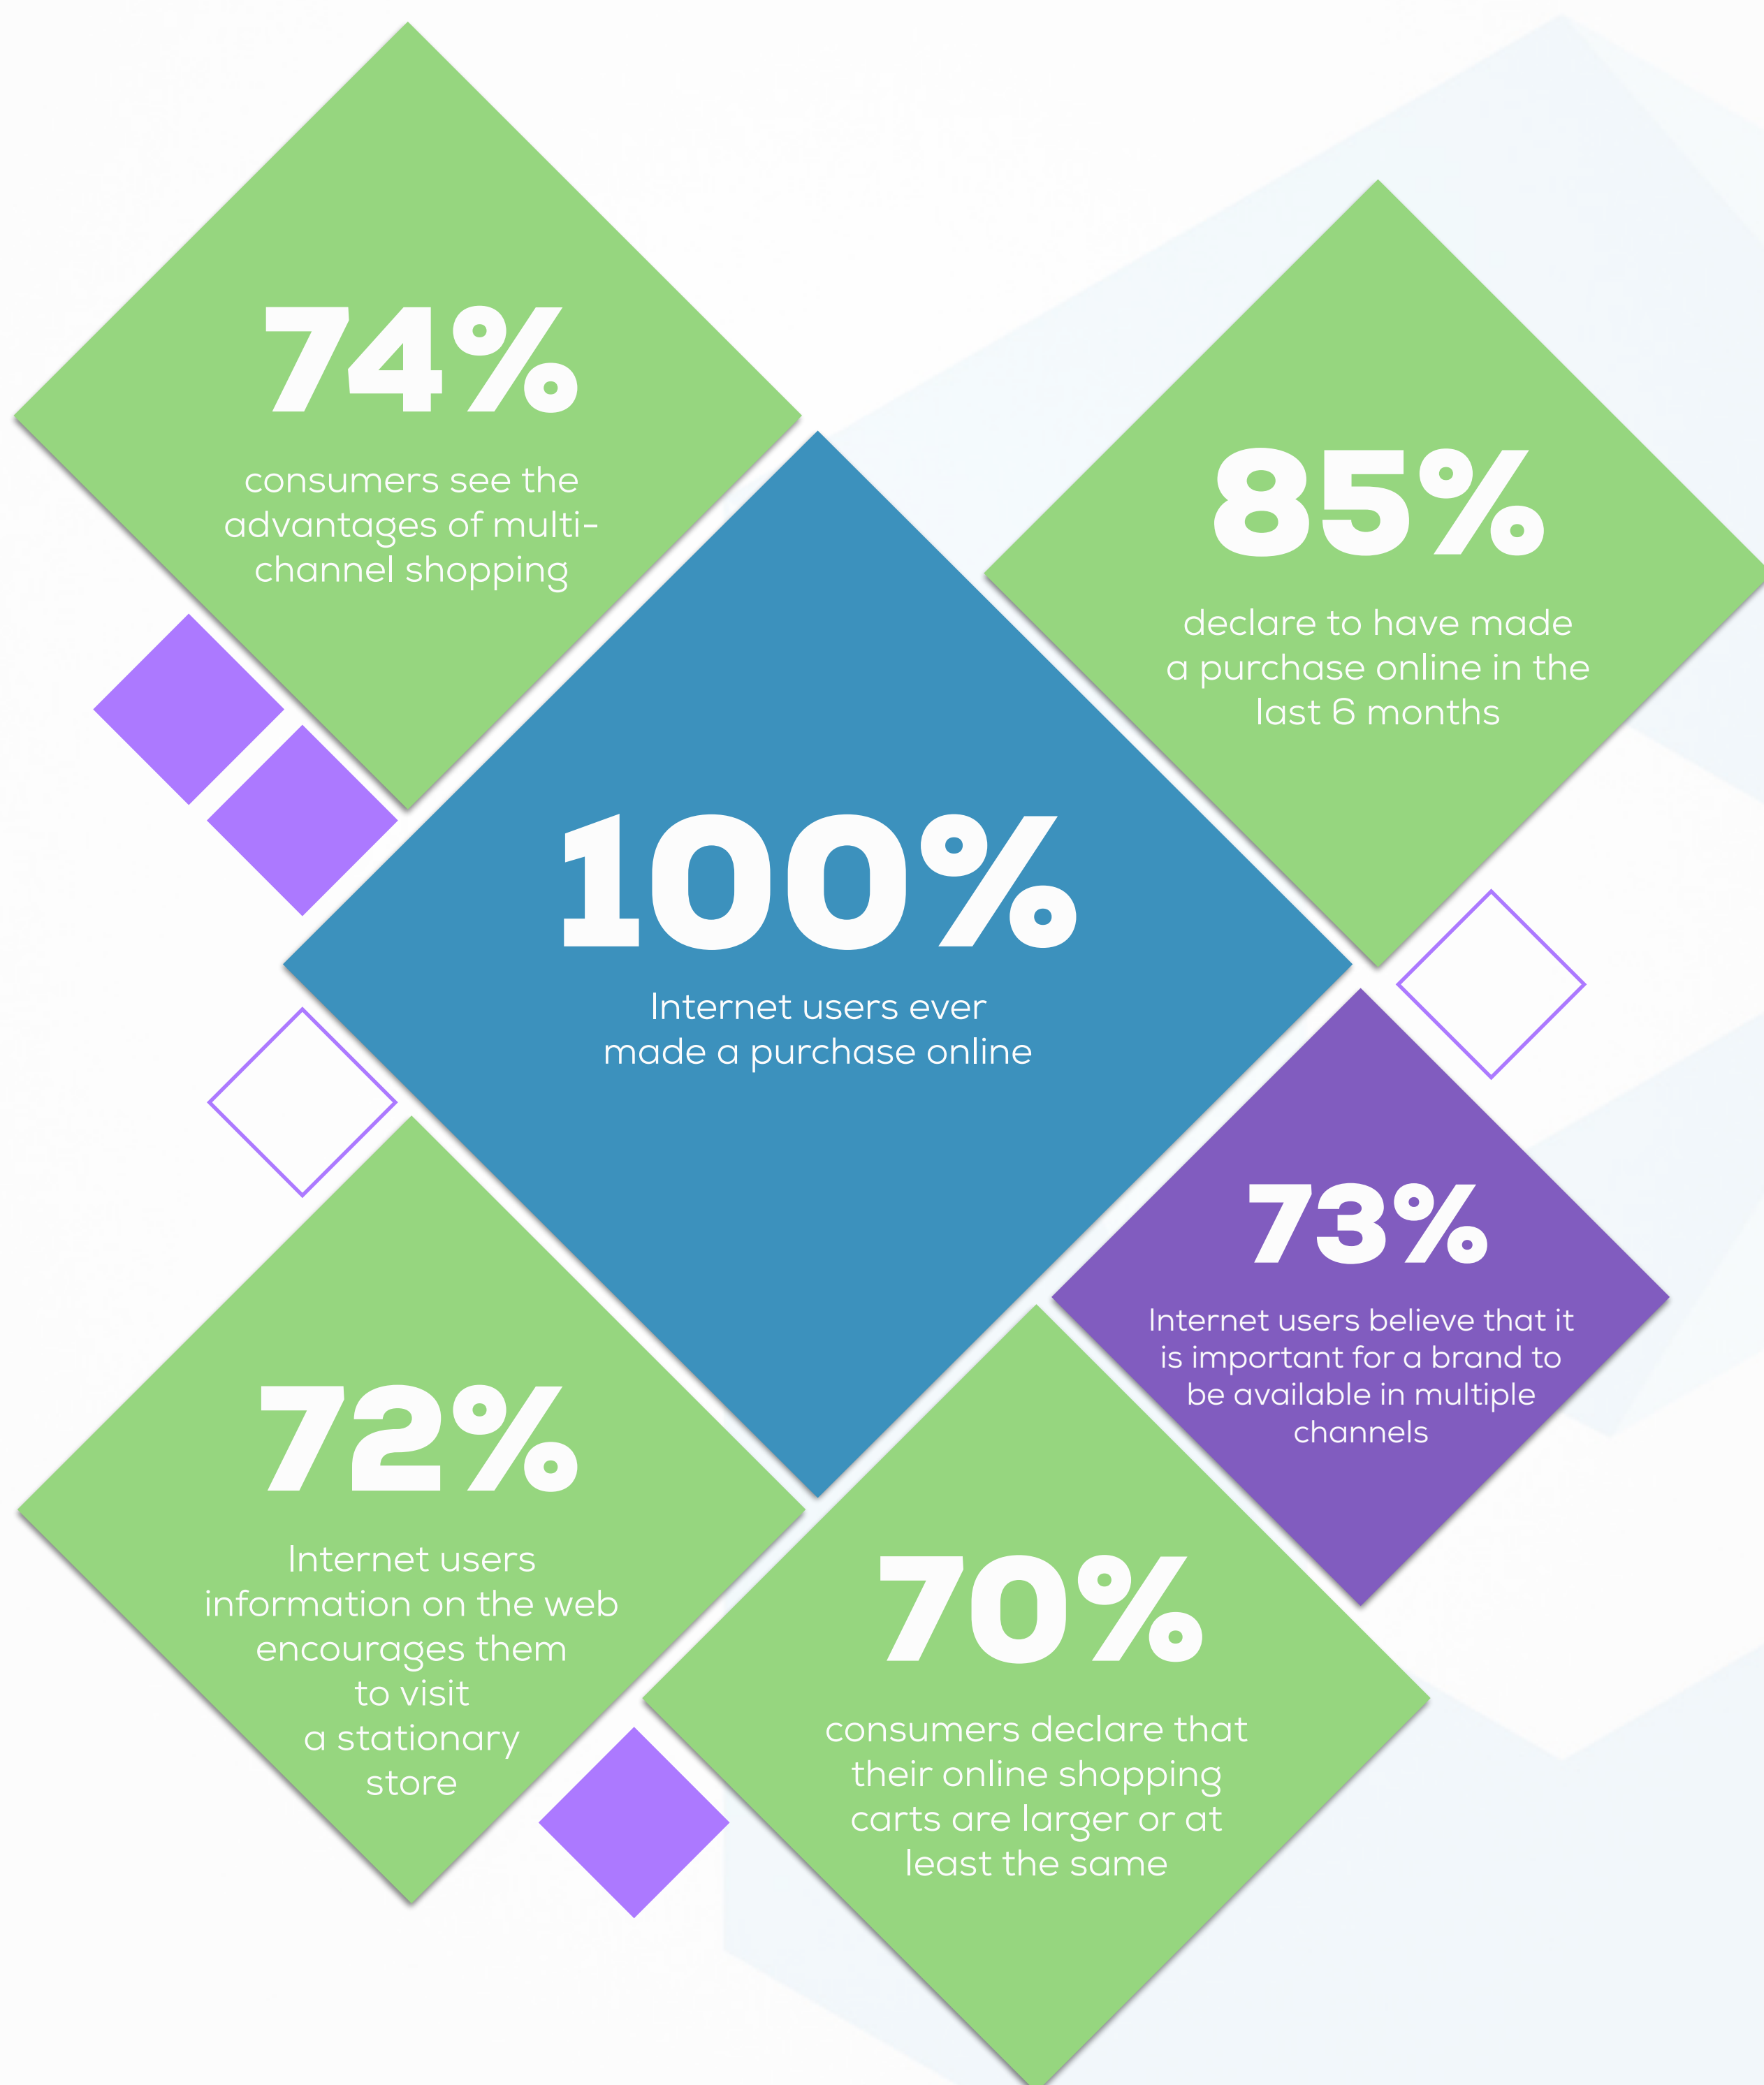 74%
consumers see the
advantages of multi-
channel shopping
85%
declare to have made
a purchase online in the
last 6 months
100%
Internet users ever
made a purchase online
73%
Internet users believe that it
is important for a brand to
be available in multiple
channels
72%
Internet users
information on the web
encourages them
to visit
a stationary
store
70%
consumers declare that
their online shopping
carts are larger or at
least the same